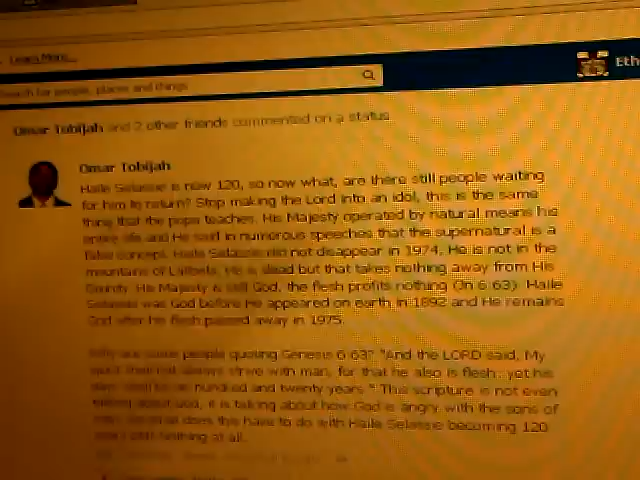 Learn More...
Search for people, places and things
Eth
Omar Tobijah and 2 other friends commented on a status
Omar Tobijah
Haile Selassie is now 120, so now what, are there still people waiting
for him to return? Stop making the Lord into an idol, this is the same
thing that the pope teaches. His Majesty operated by natural means his
entire life and He said in numerous speeches that the supernatural is a
false concept. Haile Selassie did not disappear in 1974, He is not in the
mountains of Lalibela. He is dead but that takes nothing away from His
Divinity. His Majesty is still God, the flesh profits nothing (Jn 6:63). Haile
Selassie was God before He appeared on earth in 1892 and He remains
God after he flesh passed away in 1975.
Why are some people quoting Genesis 6:63? "And the LORD said, My
spirit shall not always strive with man, for that he also is flesh: yet his
days shall be an hundred and twenty years." This scripture is not even
talking about God, it is talking about how God is angry with the sons of
does this have to do with Haile Selassie becoming 120
years old? Nothing at all.